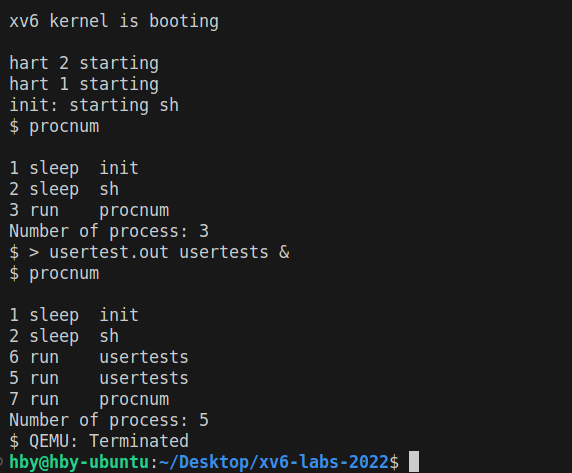 xv6 kernel is booting
hart 2 starting
hart 1 starting
init: starting sh
$ procnum
1 sleep  init
2 sleep  sh
3 run    procnum
Number of process: 3
$ > usertest.out usertests &
$ procnum
1 sleep  init
2 sleep  sh
6 run    usertests
5 run    usertests
7 run    procnum
Number of process: 5
$ QEMU: Terminated
hby@hby-ubuntu:~/Desktop/xv6-labs-2022$